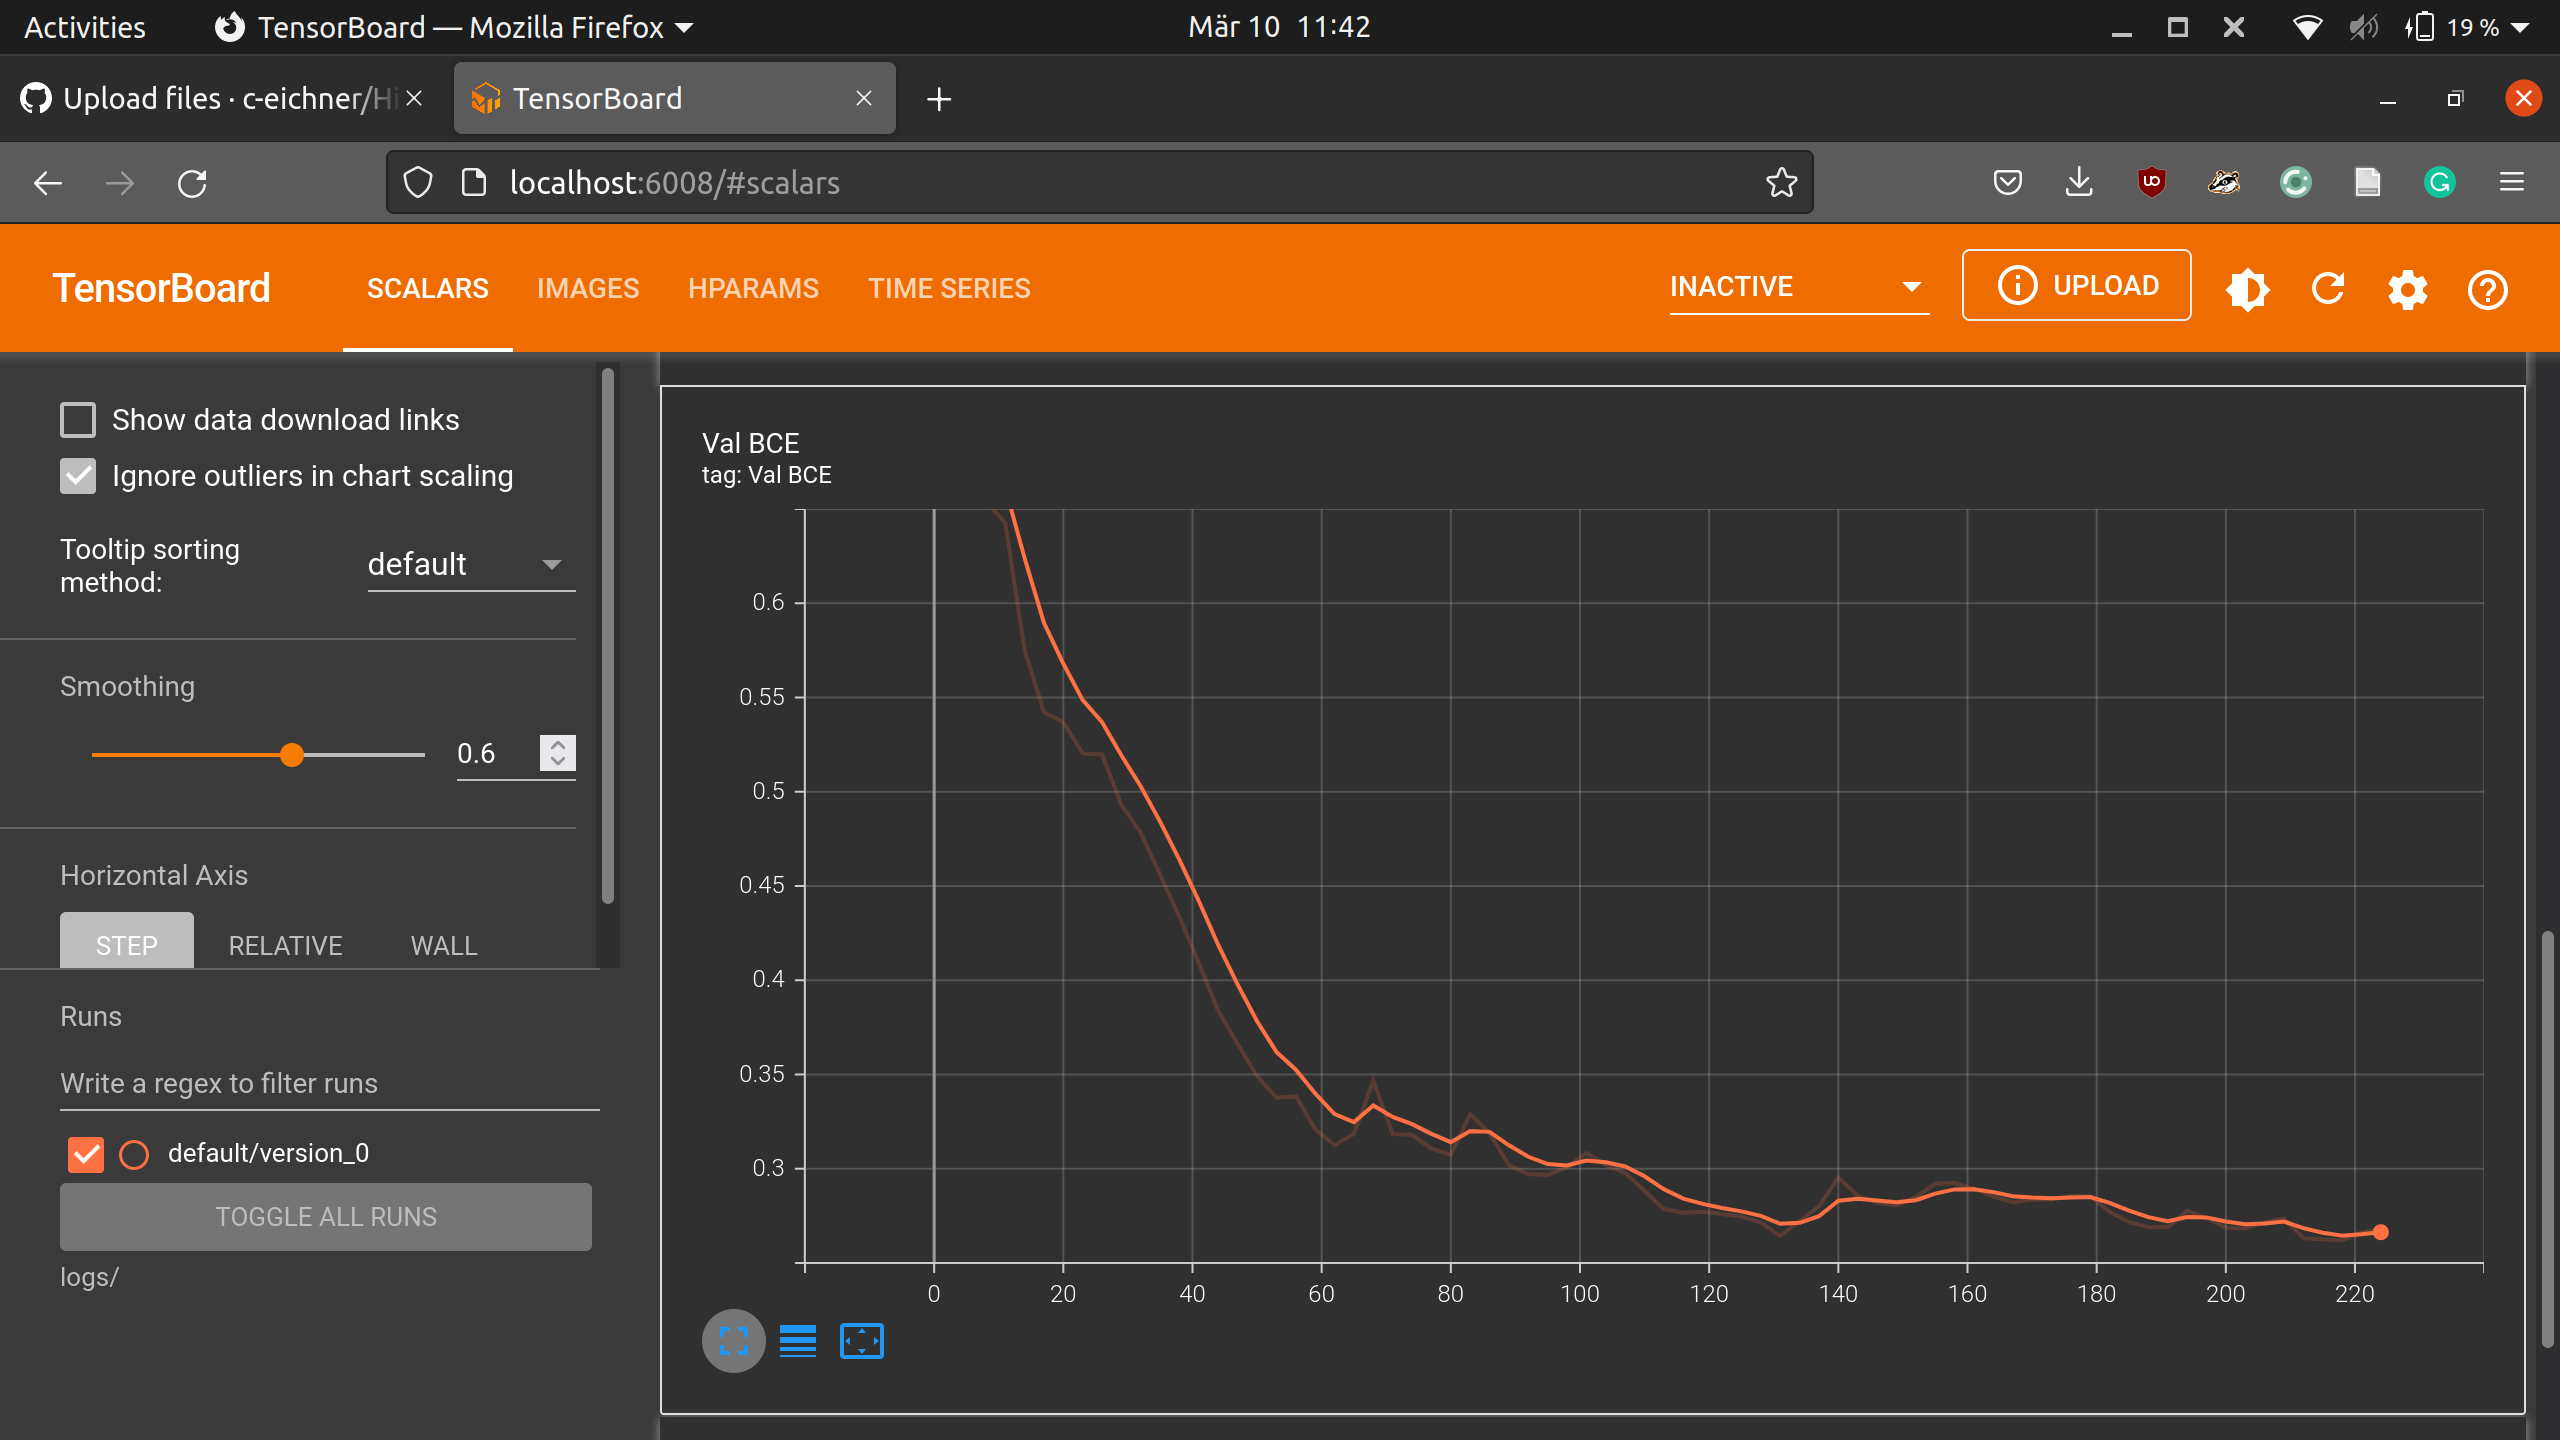 Activities
TensorBoard — Mozilla Firefox
Mär 10 11:42
19 %
Upload files · c-eichner/Hi
TensorBoard
localhost:6008/#scalars
TensorBoard
SCALARS
IMAGES
HPARAMS
TIME SERIES
INACTIVE
UPLOAD
Show data download links
Ignore outliers in chart scaling
Tooltip sorting
method:
default
Smoothing
0.6
Horizontal Axis
STEP
RELATIVE
WALL
Runs
Write a regex to filter runs
default/version_0
TOGGLE ALL RUNS
logs/
Val BCE
tag: Val BCE
0.6
0.55
0.5
0.45
0.4
0.35
0.3
0 20 40 60 80 100 120 140 160 180 200 220